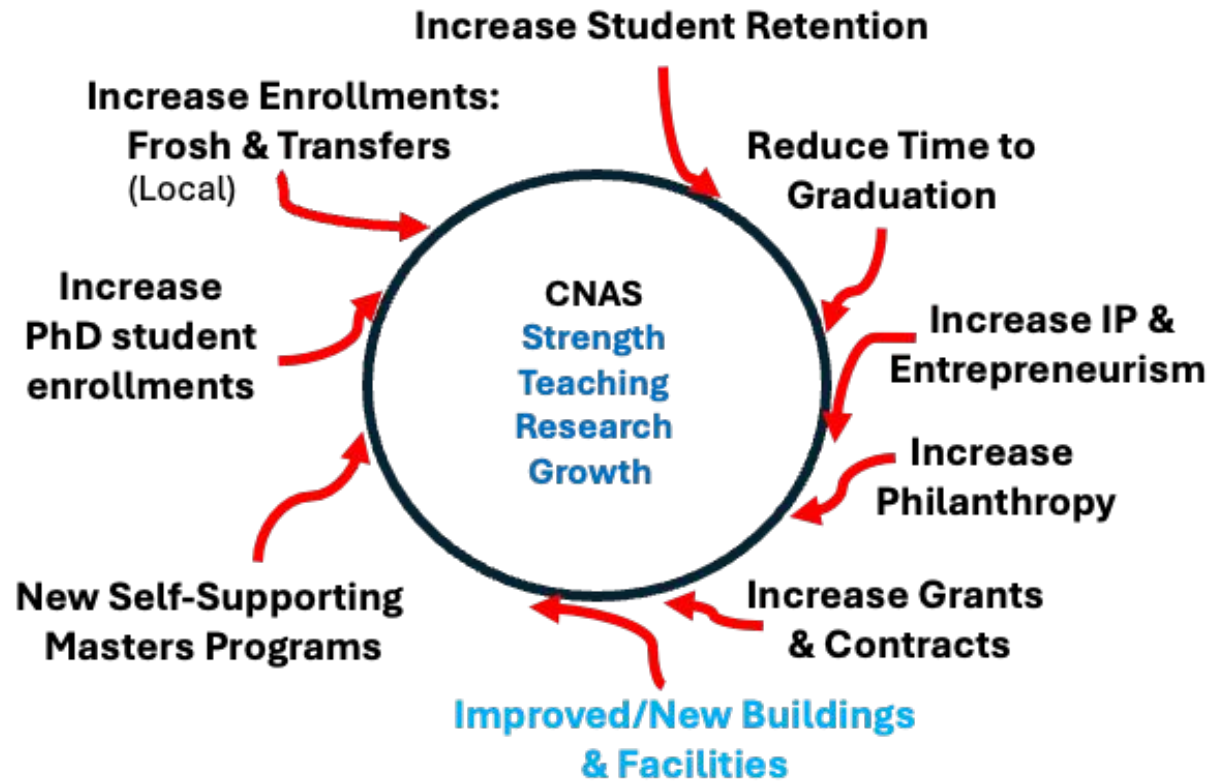 Increase Student Retention
Increase Enrollments:
Frosh & Transfers
(Local)
Reduce Time to
Graduation
Increase
PhD student
enrollments
CNAS
Strength
Teaching
Research
Growth
Increase IP &
Entrepreneurism
Increase
Philanthropy
New Self-Supporting
Masters Programs
Increase Grants
& Contracts
Improved/New Buildings
& Facilities